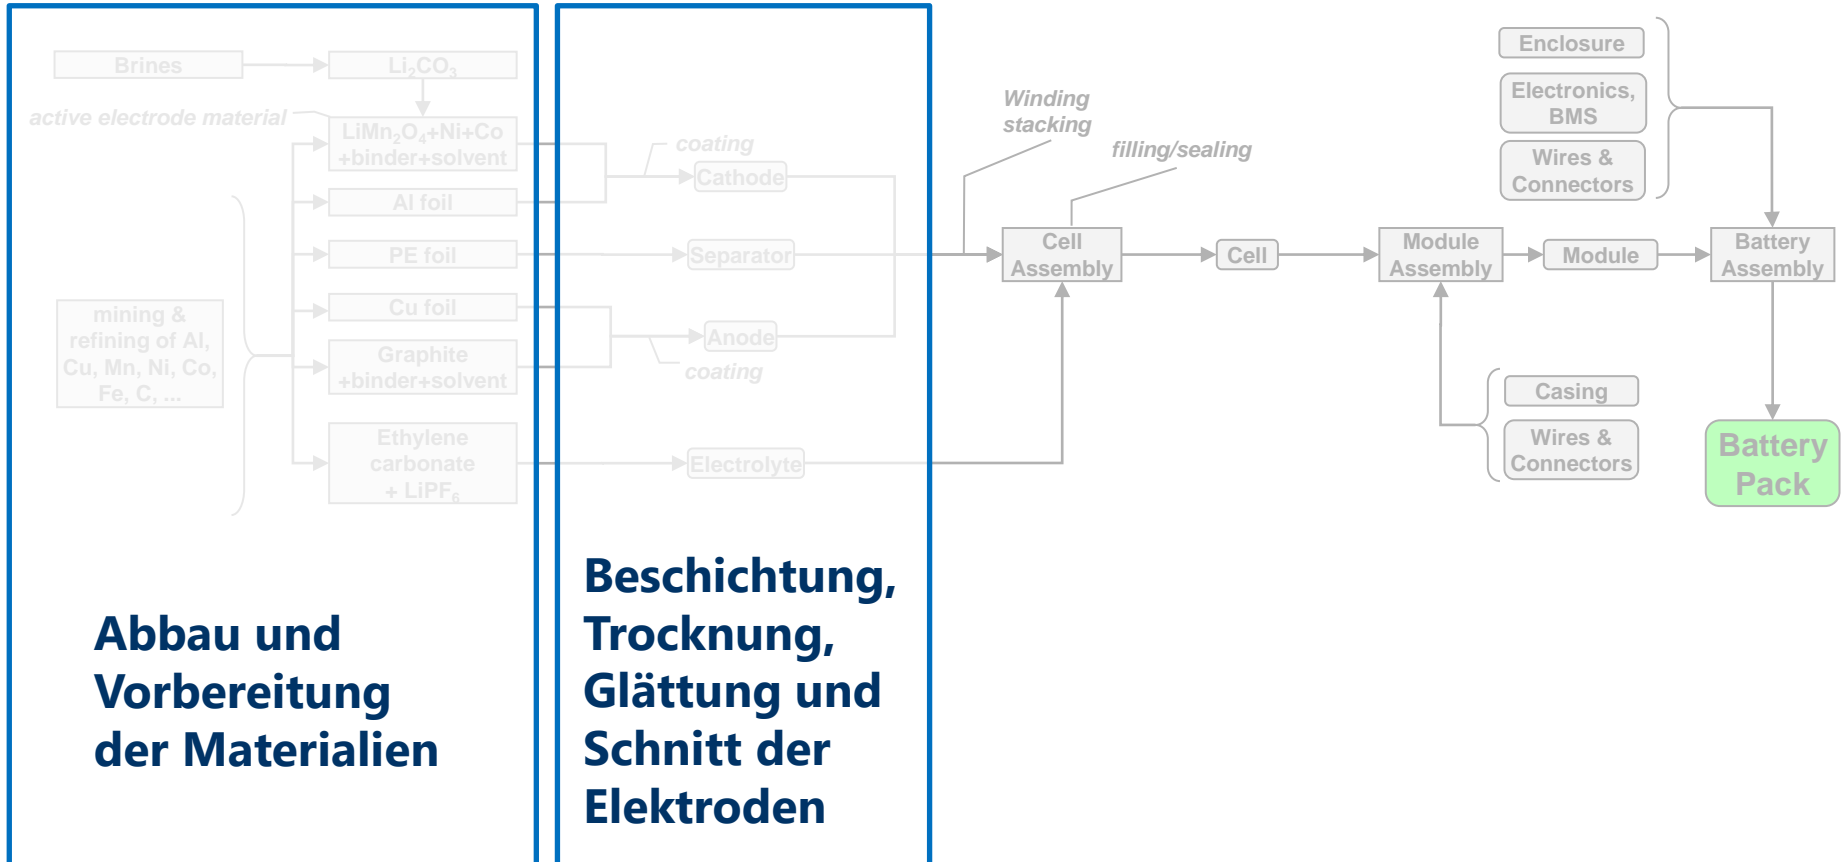 Brines
Li₂CO₃
active electrode material
LiMn₂O₄+Ni+Co
+binder+solvent
Al foil
PE foil
Cu foil
Graphite
+binder+solvent
Ethylene
carbonate
+ LiPF₆
mining &
refining of Al,
Cu, Mn, Ni, Co,
Fe, C, ...
Abbau und
Vorbereitung
der Materialien
coating
Cathode
Separator
Anode
coating
Electrolyte
Beschichtung,
Trocknung,
Glättung und
Schnitt der
Elektroden
Winding
stacking
filling/sealing
Cell
Assembly
Cell
Module
Assembly
Module
Battery
Assembly
Enclosure
Electronics,
BMS
Wires &
Connectors
Casing
Wires &
Connectors
Battery
Pack